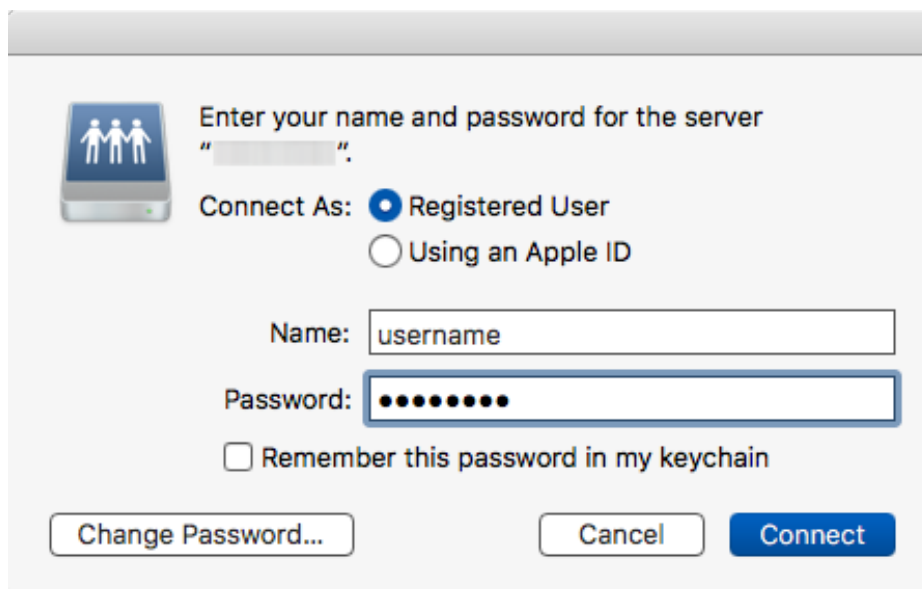 Enter your name and password for the server
“ ”.
Connect As: Registered User
Using an Apple ID
Name: username
Password: ••••••••
Remember this password in my keychain
Change Password... Cancel Connect